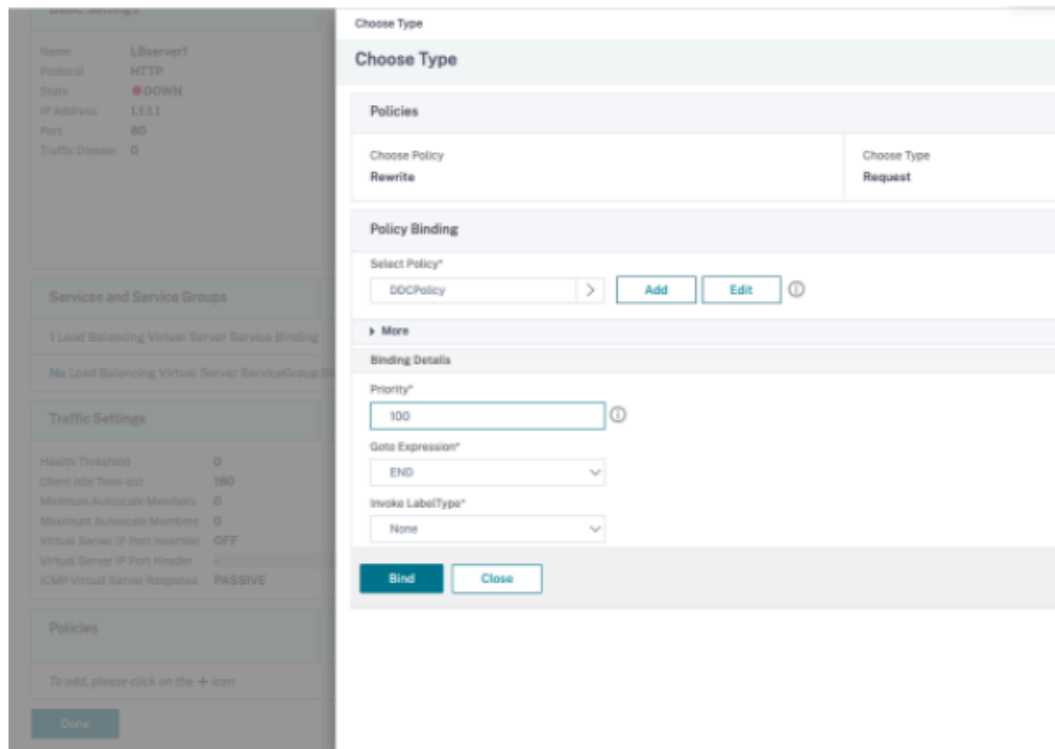 Basic Settings
Name LBserver1
Protocol HTTP
State DOWN
IP Address 1.1.1.1
Port 80
Traffic Domain 0
Services and Service Groups
1 Load Balancing Virtual Server Service Binding
No Load Balancing Virtual Server ServiceGroup
Traffic Settings
Health Threshold 0
Client Idle Time-out 180
Minimum Autoscale Members 0
Maximum Autoscale Members 0
Virtual Server IP Port Insertion OFF
Virtual Server IP Port Header -
ICMP Virtual Server Response PASSIVE
Policies
To add, please click on the + icon
Done
Choose Type
Choose Type
Policies
Choose Policy Choose Type
Rewrite Request
Policy Binding
Select Policy*
DDCPolicy > Add Edit
More
Binding Details
Priority*
100
Goto Expression*
END
Invoke LabelType*
None
Bind Close